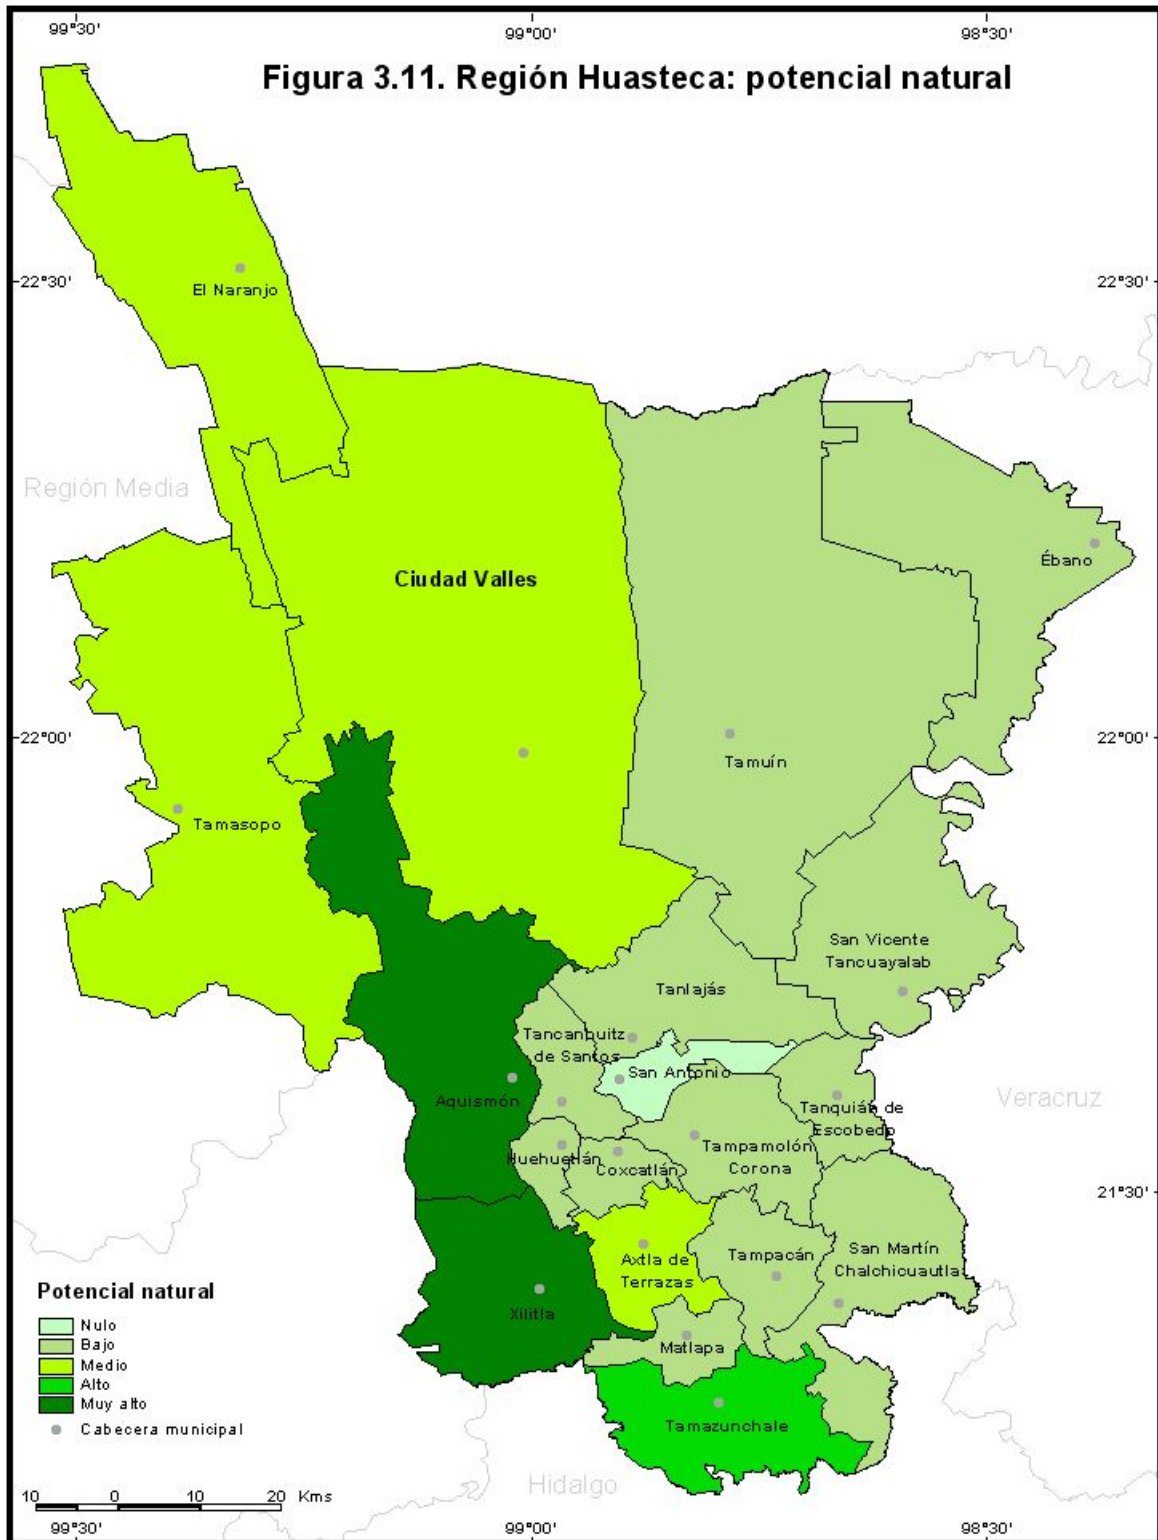 99°30'
99°00'
98°30'
Figura 3.11. Región Huasteca: potencial natural
22°30'
22°30'
El Naranjo
Región Media
Ébano
Ciudad Valles
22°00'
22°00'
Tamuín
Tamasopo
San Vicente
Tancuayalab
Tanlajás
Tancanhuitz
de Santos
San Antonio
Aquismón
Veracruz
Tanquián de
Escobedo
Tampamolón
Corona
Huehuetlán
Coxcatlán
21°30'
21°30'
San Martín
Chalchicuautla
Tampacán
Axtla de
Terrazas
Xilitla
Matlapa
Tamazunchale
Potencial natural
Nulo
Bajo
Medio
Alto
Muy alto
Cabecera municipal
Hidalgo
10 0 10 20 Kms
99°30'
99°00'
98°30'